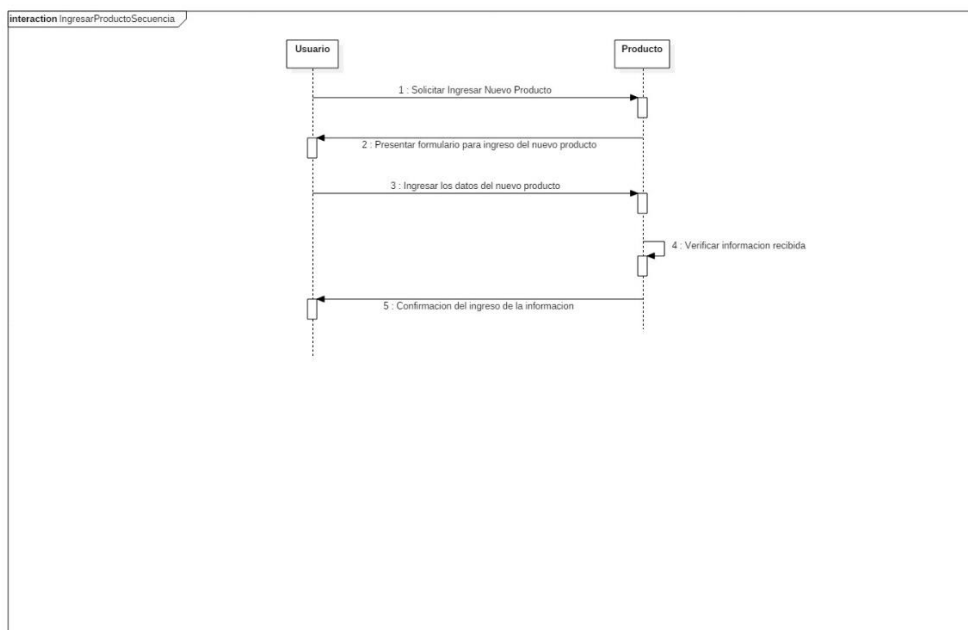 interaction IngresarProductoSecuencia
Usuario
Producto
1 : Solicitar Ingresar Nuevo Producto
2 : Presentar formulario para ingreso del nuevo producto
3 : Ingresar los datos del nuevo producto
4 : Verificar informacion recibida
5 : Confirmacion del ingreso de la informacion